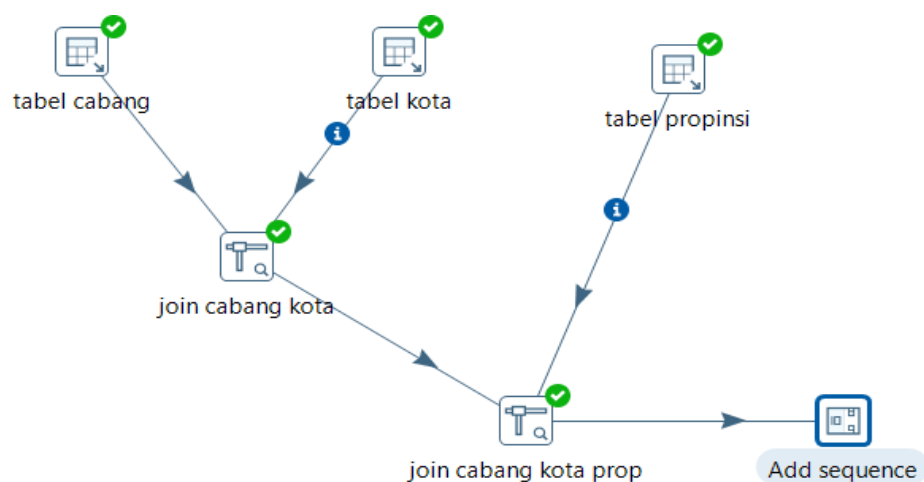 tabel cabang
tabel kota
tabel propinsi
join cabang kota
join cabang kota prop
Add sequence